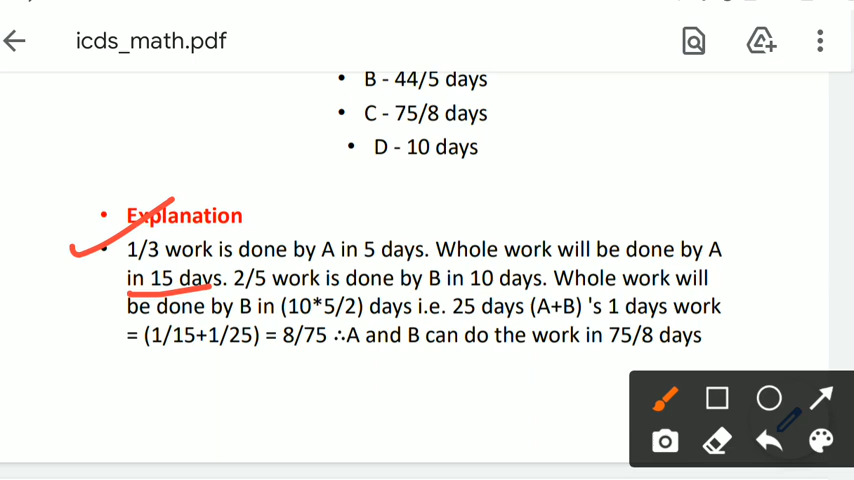 icds_math.pdf
• B - 44/5 days
• C - 75/8 days
• D - 10 days
• Explanation
• 1/3 work is done by A in 5 days. Whole work will be done by A
in 15 days. 2/5 work is done by B in 10 days. Whole work will
be done by B in (10*5/2) days i.e. 25 days (A+B) 's 1 days work
= (1/15+1/25) = 8/75 ∴A and B can do the work in 75/8 days